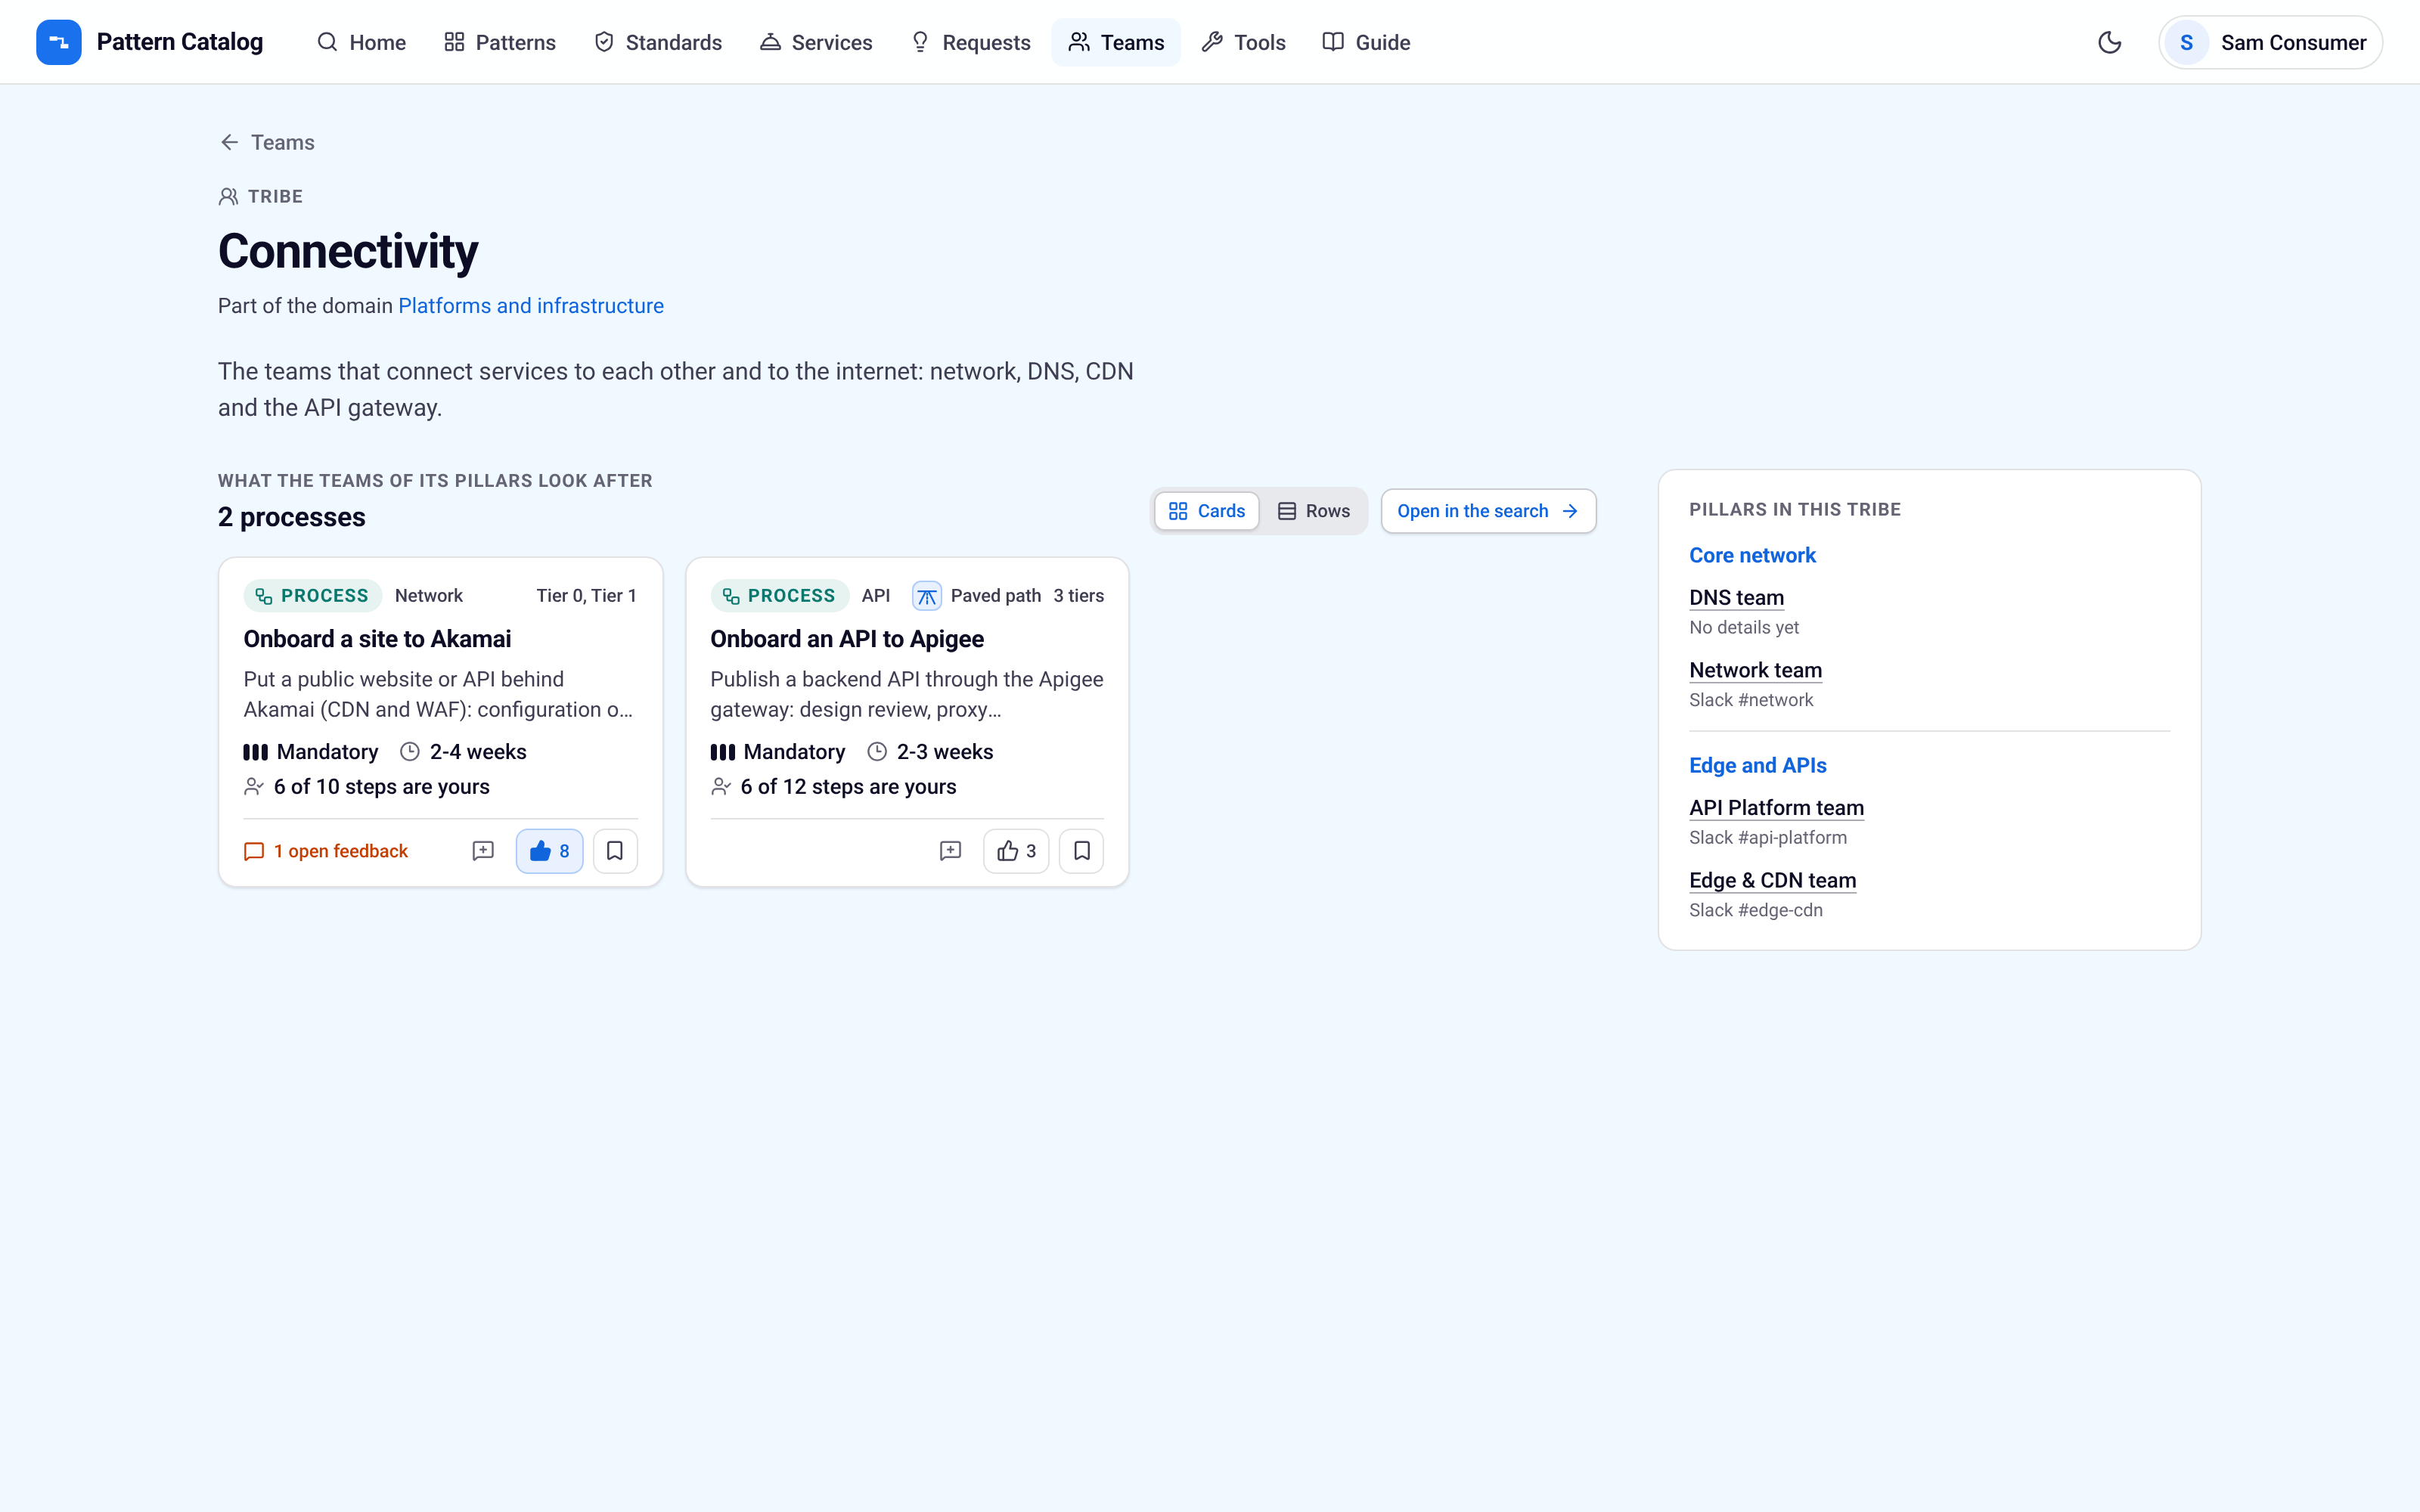 Pattern Catalog
Home
Patterns
Standards
Services
Requests
Teams
Tools
Guide
S
Sam Consumer
Teams
TRIBE
Connectivity
Part of the domain Platforms and infrastructure
The teams that connect services to each other and to the internet: network, DNS, CDN
and the API gateway.
WHAT THE TEAMS OF ITS PILLARS LOOK AFTER
2 processes
Cards
Rows
Open in the search
PROCESS
Network
Tier 0, Tier 1
Onboard a site to Akamai
Put a public website or API behind
Akamai (CDN and WAF): configuration o…
Mandatory
2-4 weeks
6 of 10 steps are yours
1 open feedback
8
PROCESS
API
Paved path
3 tiers
Onboard an API to Apigee
Publish a backend API through the Apigee
gateway: design review, proxy…
Mandatory
2-3 weeks
6 of 12 steps are yours
3
PILLARS IN THIS TRIBE
Core network
DNS team
No details yet
Network team
Slack #network
Edge and APIs
API Platform team
Slack #api-platform
Edge & CDN team
Slack #edge-cdn